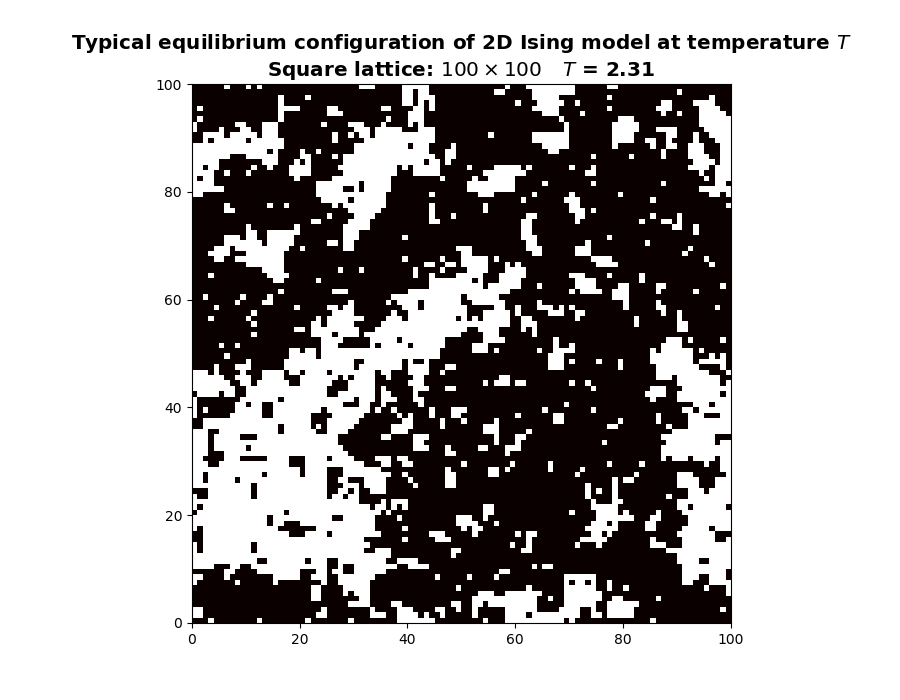 Typical equilibrium configuration of 2D Ising model at temperature T
Square lattice: 100 × 100 T = 2.31
100
80
60
40
20
0
0 20 40 60 80 100